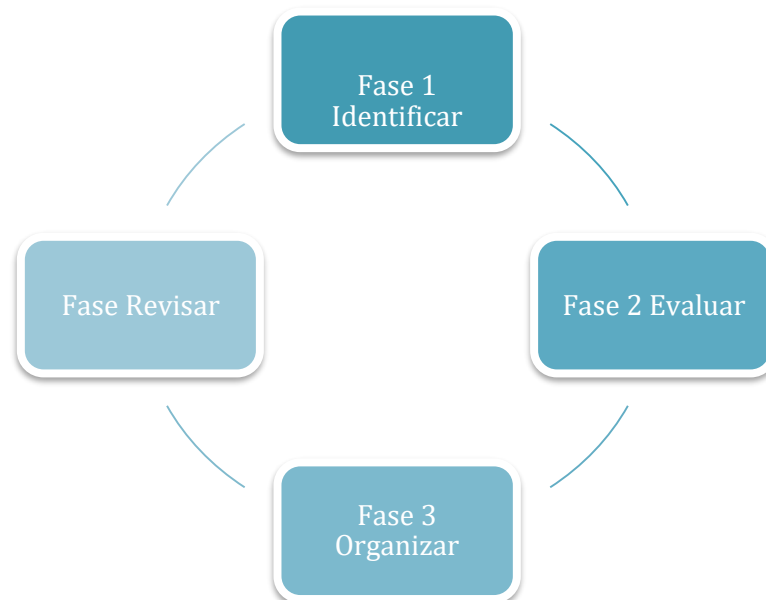 Fase 1
Identificar
Fase 2 Evaluar
Fase 3
Organizar
Fase Revisar